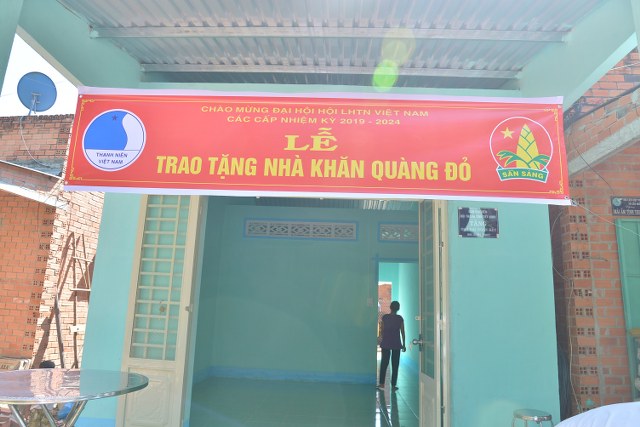 CHÀO MỪNG ĐẠI HỘI HỘI LHTN VIỆT NAM
CÁC CẤP NHIỆM KỲ 2019 - 2024
LỄ
TRAO TẶNG NHÀ KHĂN QUÀNG ĐỎ
THANH NIÊN
VIỆT NAM
SẴN SÀNG